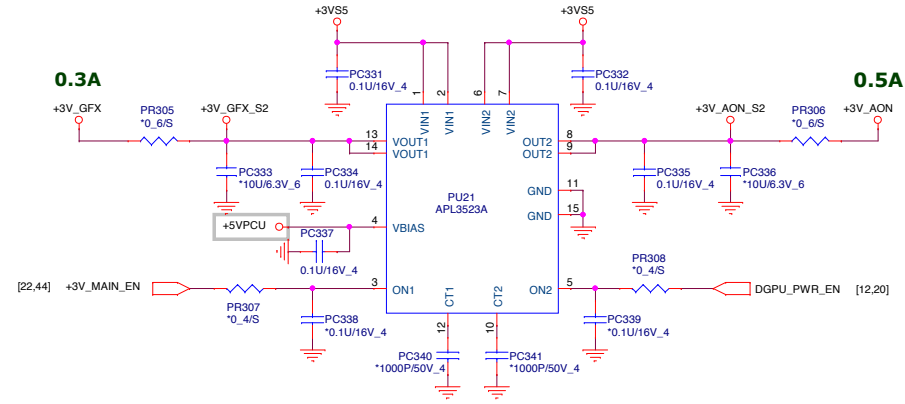 +3VS5
+3VS5
0.3A
PC331
0.1U/16V_4
PC332
0.1U/16V_4
0.5A
+3V_GFX
PR305
*0_6/S
+3V_GFX_S2
1
2
6
7
VIN1
VIN1
VIN2
VIN2
+3V_AON_S2
PR306
*0_6/S
+3V_AON
13
VOUT1
14
VOUT1
OUT2
8
OUT2
9
PC333
*10U/6.3V_6
PC334
0.1U/16V_4
PU21
APL3523A
GND
11
GND
15
PC335
0.1U/16V_4
PC336
*10U/6.3V_6
+5VPCU
4
VBIAS
PC337
0.1U/16V_4
[22,44]
+3V_MAIN_EN
PR307
*0_4/S
3
ON1
CT1
CT2
ON2
5
PR308
*0_4/S
DGPU_PWR_EN
[12,20]
PC338
*0.1U/16V_4
12
10
PC339
*0.1U/16V_4
PC340
*1000P/50V_4
PC341
*1000P/50V_4